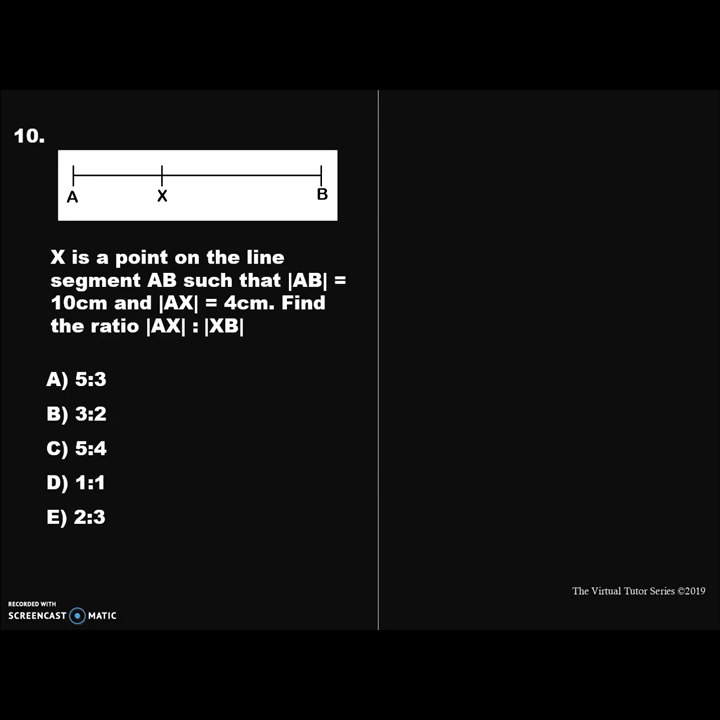 10.
A X B
X is a point on the line
segment AB such that |AB| =
10cm and |AX| = 4cm. Find
the ratio |AX| : |XB|
A) 5:3
B) 3:2
C) 5:4
D) 1:1
E) 2:3
The Virtual Tutor Series ©2019
RECORDED WITH
SCREENCAST MATIC